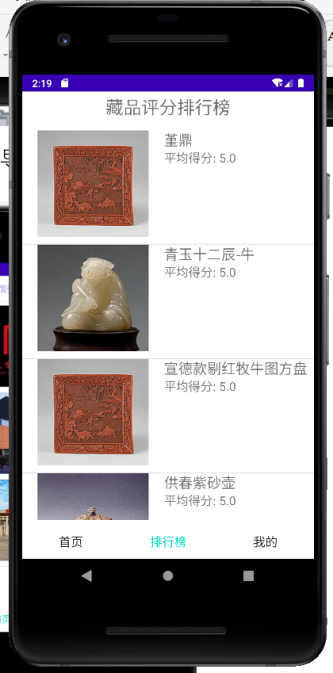 2:19
藏品评分排行榜
堇鼎
平均得分: 5.0
青玉十二辰-牛
平均得分: 5.0
宣德款剔红牧牛图方盘
平均得分: 5.0
供春紫砂壶
平均得分: 5.0
首页 排行榜 我的